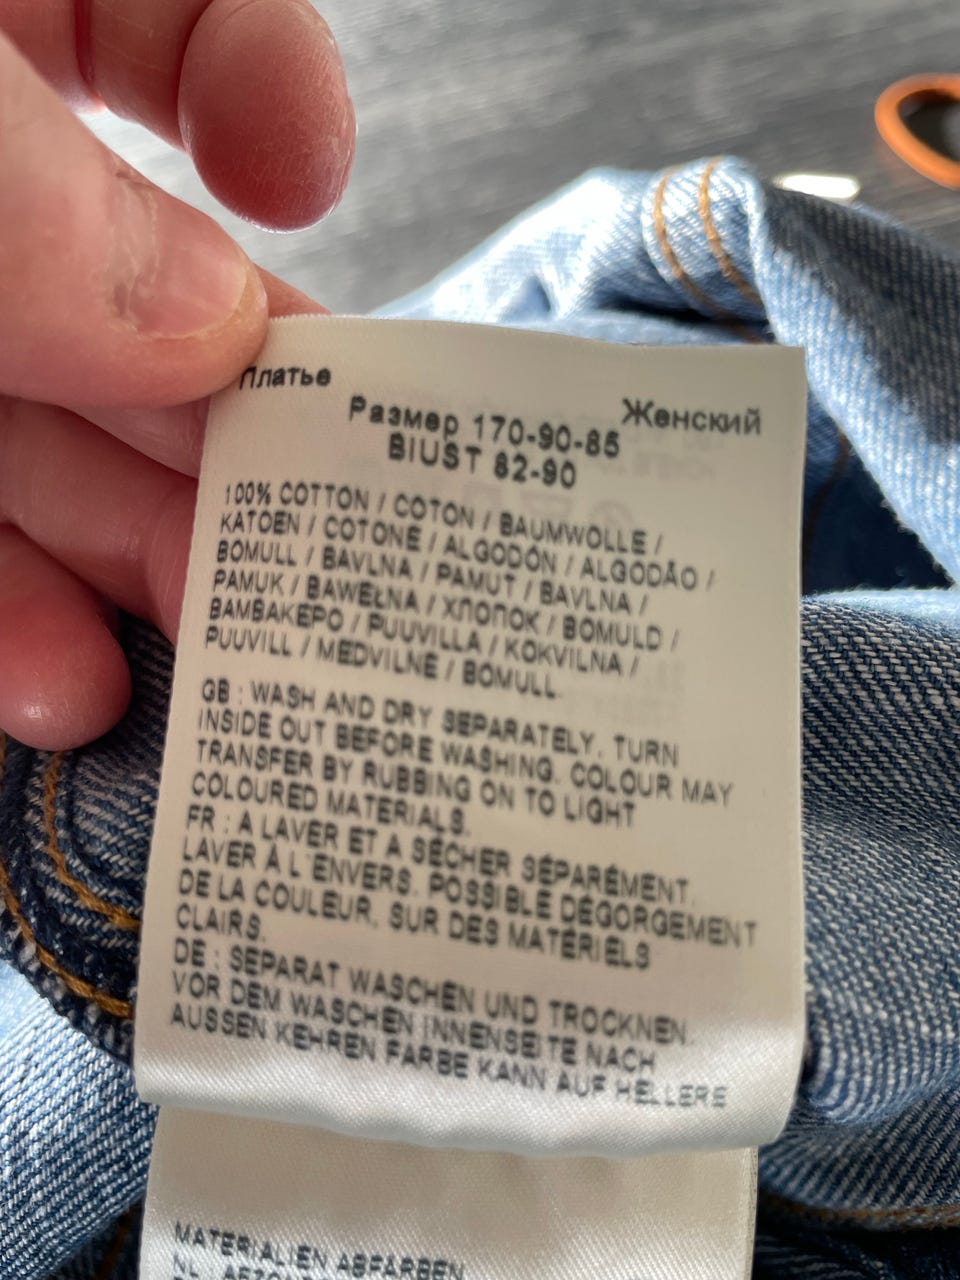 Платье
Женский
Размер 170-90-85
BIUST 82-90
100% COTTON / COTON / BAUMWOLLE /
KATOEN / COTONE / ALGODÓN / ALGODÃO /
BOMULL / BAVLNA / PAMUT / BAVLNA /
PAMUK / BAWEŁNA / ХЛОПОК / BOMULD /
ΒΑΜΒΑΚΕΡΟ / PUUVILLA / KOKVILNA /
PUUVILL / MEDVILNĖ / BOMULL.
GB : WASH AND DRY SEPARATELY. TURN
INSIDE OUT BEFORE WASHING. COLOUR MAY
TRANSFER BY RUBBING ON TO LIGHT
COLOURED MATERIALS.
FR : A LAVER ET A SÉCHER SÉPARÉMENT.
LAVER À L'ENVERS. POSSIBLE DÉGORGEMENT
DE LA COULEUR. SUR DES MATÉRIELS
CLAIRS.
DE : SEPARAT WASCHEN UND TROCKNEN.
VOR DEM WASCHEN INNENSEITE NACH
AUSSEN KEHREN FARBE KANN AUF HELLERE
MATERIALIEN ABFÄRBEN.
NL :